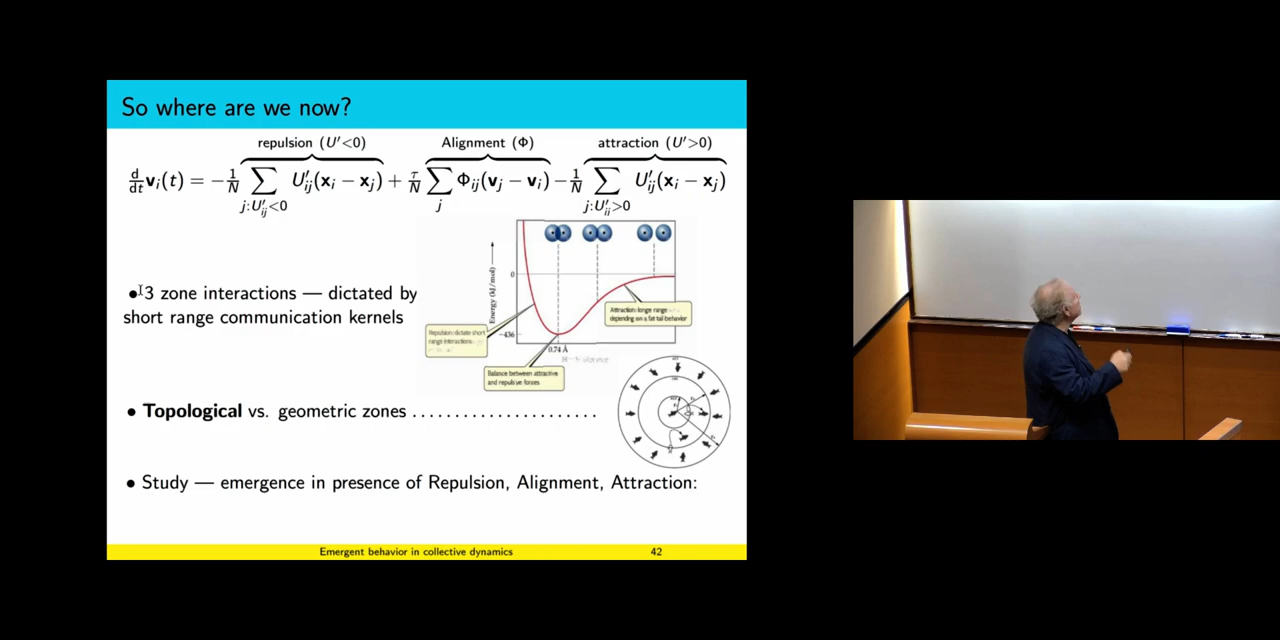 So where are we now?
repulsion (U′<0) Alignment (Φ) attraction (U′>0)
d/dt v_i(t) = −1/N ∑ U′_ij(x_i − x_j) + τ/N ∑ Φ_ij(v_j − v_i) − 1/N ∑ U′_ij(x_i − x_j)
j:U′_ij<0 j j:U′_ij>0
Energy (kJ/mol)
0
−436
0.74 Å
Repulsion: dictate short
range interactions
Attraction: longer range
depending on a fat tail behavior
Balance between attractive
and repulsive forces
• 3 zone interactions — dictated by
short range communication kernels
• Topological vs. geometric zones ......................
• Study — emergence in presence of Repulsion, Alignment, Attraction:
Emergent behavior in collective dynamics 42